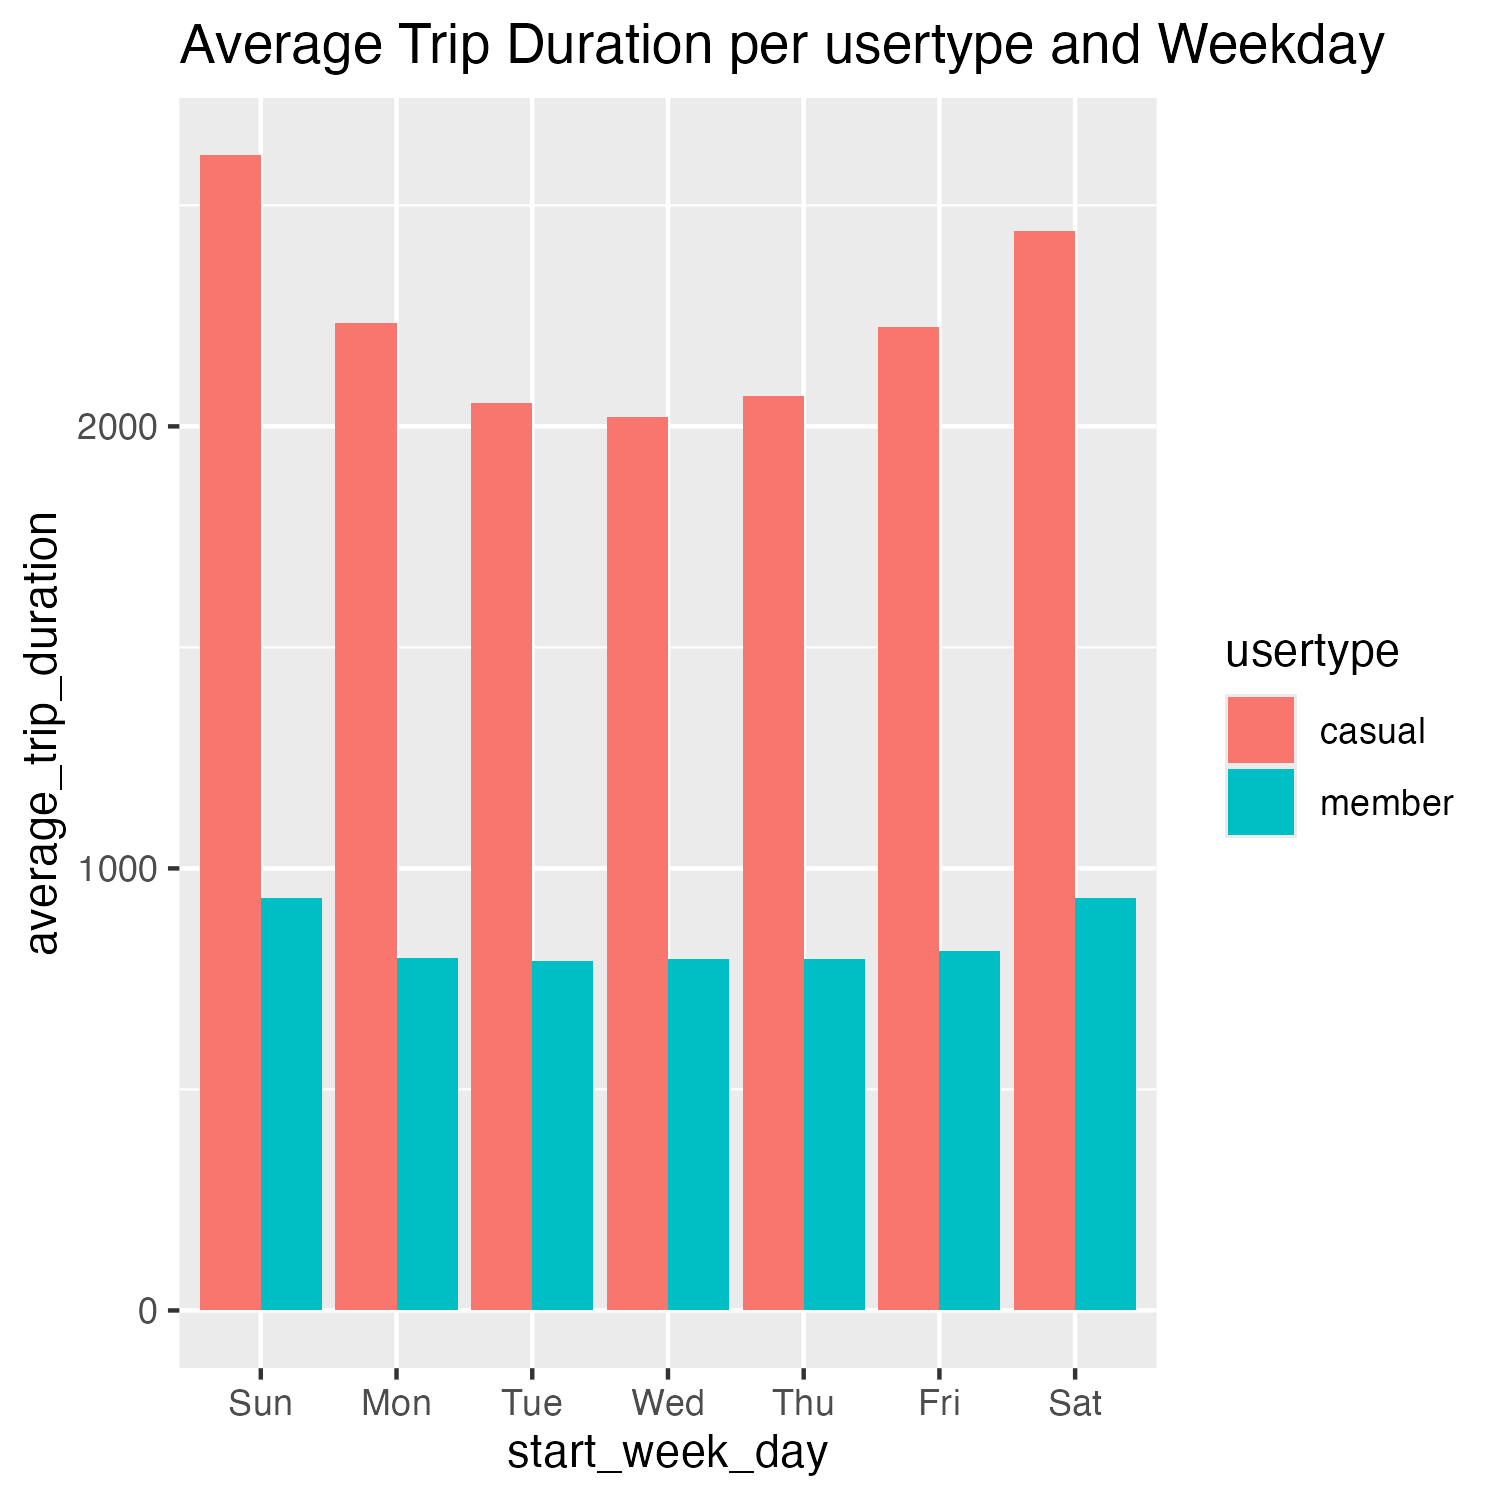 Average Trip Duration per usertype and Weekday
average_trip_duration
2000
1000
0
Sun Mon Tue Wed Thu Fri Sat
start_week_day
usertype
casual
member